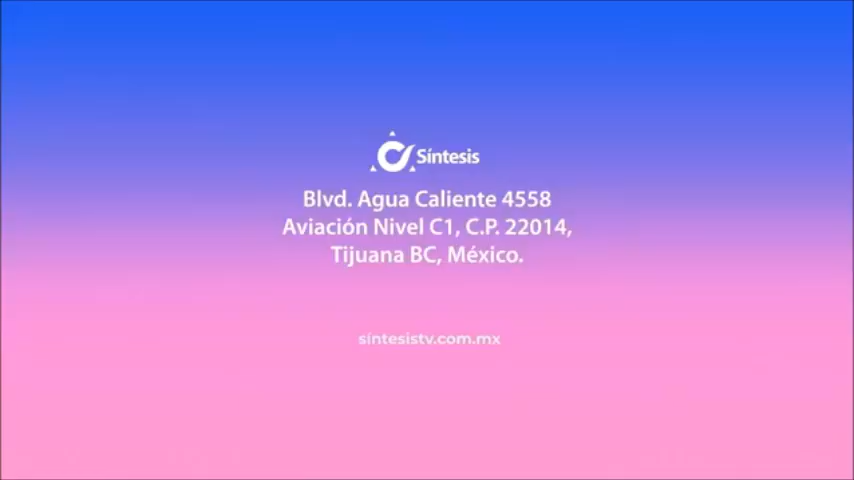 Síntesis
Blvd. Agua Caliente 4558
Aviación Nivel C1, C.P. 22014,
Tijuana BC, México.
sintesistv.com.mx